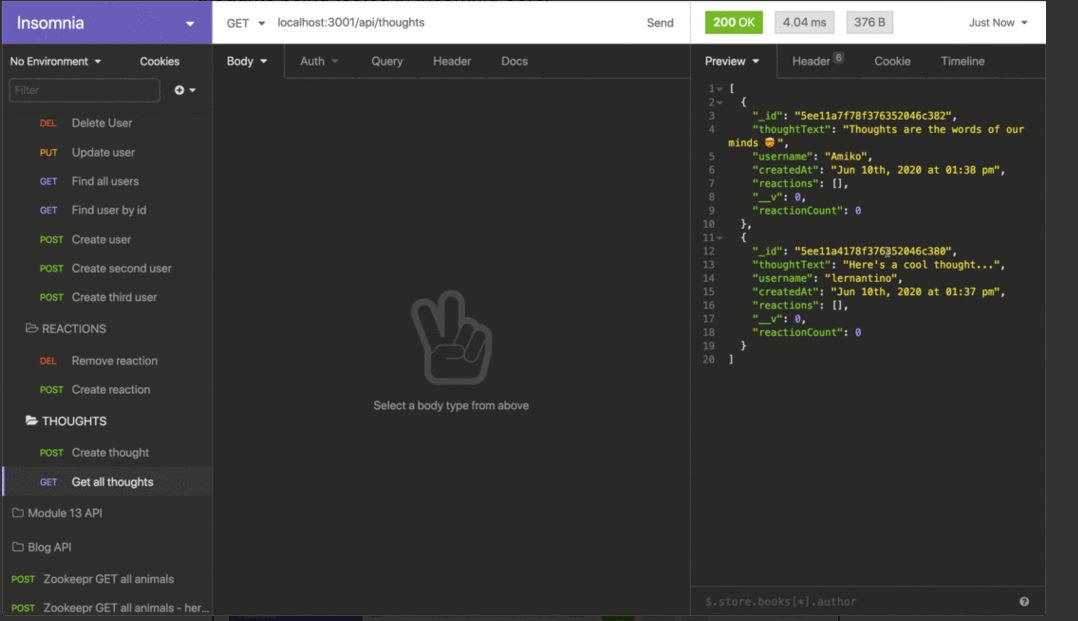 Insomnia
GET localhost:3001/api/thoughts Send
200 OK 4.04 ms 376 B Just Now
No Environment Cookies
Body Auth Query Header Docs
Preview Header 6 Cookie Timeline
Filter
DEL Delete User
PUT Update user
GET Find all users
GET Find user by id
POST Create user
POST Create second user
POST Create third user
REACTIONS
DEL Remove reaction
POST Create reaction
THOUGHTS
POST Create thought
GET Get all thoughts
Module 13 API
Blog API
POST Zookeepr GET all animals
POST Zookeepr GET all animals - her...
Select a body type from above
1 [
2 {
3 "_id": "5ee11a7f78f376352046c382",
4 "thoughtText": "Thoughts are the words of our
minds 🤯",
5 "username": "Amiko",
6 "createdAt": "Jun 10th, 2020 at 01:38 pm",
7 "reactions": [],
8 "__v": 0,
9 "reactionCount": 0
10 },
11 {
12 "_id": "5ee11a4178f376352046c380",
13 "thoughtText": "Here's a cool thought...",
14 "username": "lernantino",
15 "createdAt": "Jun 10th, 2020 at 01:37 pm",
16 "reactions": [],
17 "__v": 0,
18 "reactionCount": 0
19 }
20 ]
$.store.books[*].author